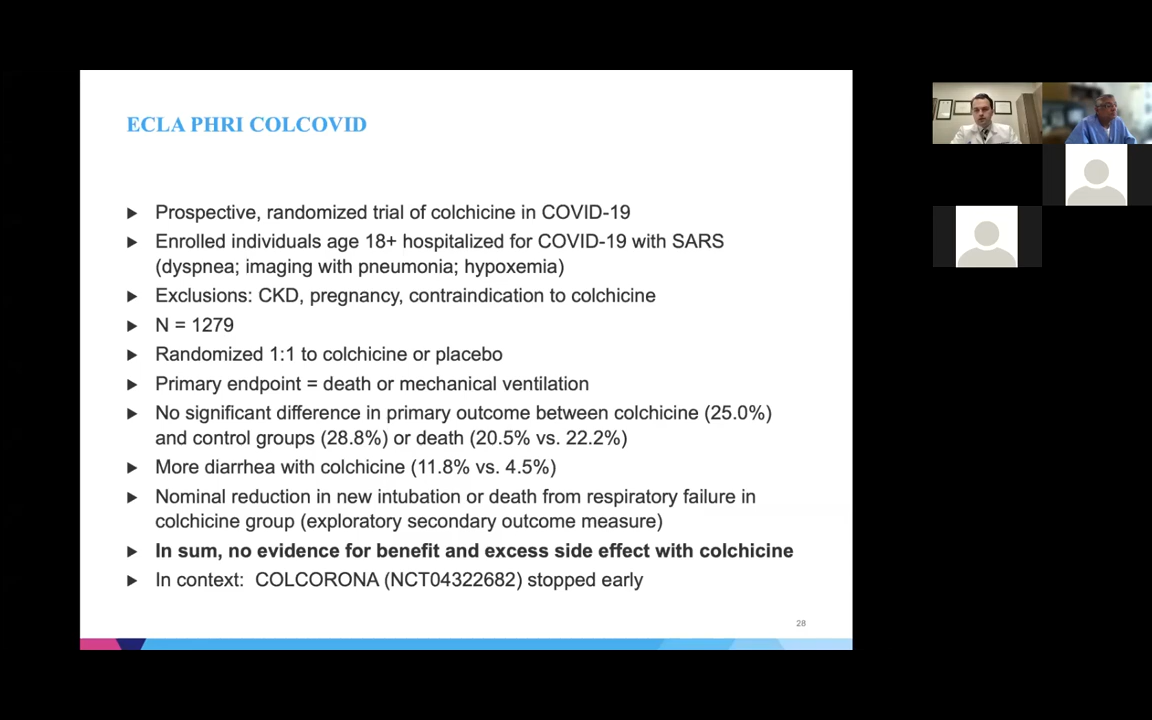 ECLA PHRI COLCOVID
► Prospective, randomized trial of colchicine in COVID-19
► Enrolled individuals age 18+ hospitalized for COVID-19 with SARS
(dyspnea; imaging with pneumonia; hypoxemia)
► Exclusions: CKD, pregnancy, contraindication to colchicine
► N = 1279
► Randomized 1:1 to colchicine or placebo
► Primary endpoint = death or mechanical ventilation
► No significant difference in primary outcome between colchicine (25.0%)
and control groups (28.8%) or death (20.5% vs. 22.2%)
► More diarrhea with colchicine (11.8% vs. 4.5%)
► Nominal reduction in new intubation or death from respiratory failure in
colchicine group (exploratory secondary outcome measure)
► In sum, no evidence for benefit and excess side effect with colchicine
► In context: COLCORONA (NCT04322682) stopped early
28